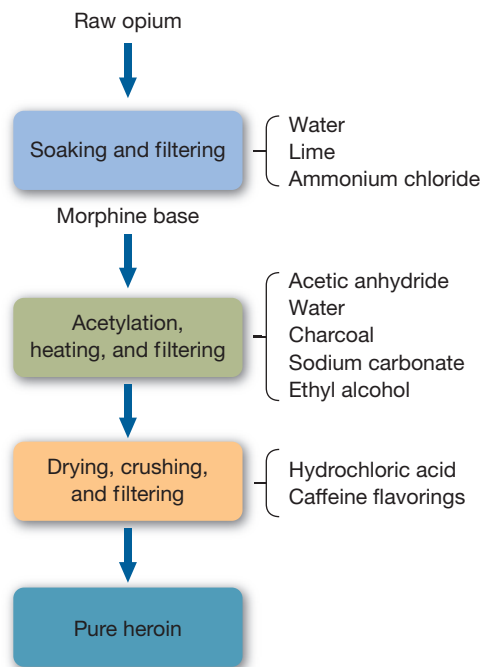 Raw opium
Soaking and filtering
Water
Lime
Ammonium chloride
Morphine base
Acetylation,
heating, and filtering
Acetic anhydride
Water
Charcoal
Sodium carbonate
Ethyl alcohol
Drying, crushing,
and filtering
Hydrochloric acid
Caffeine flavorings
Pure heroin